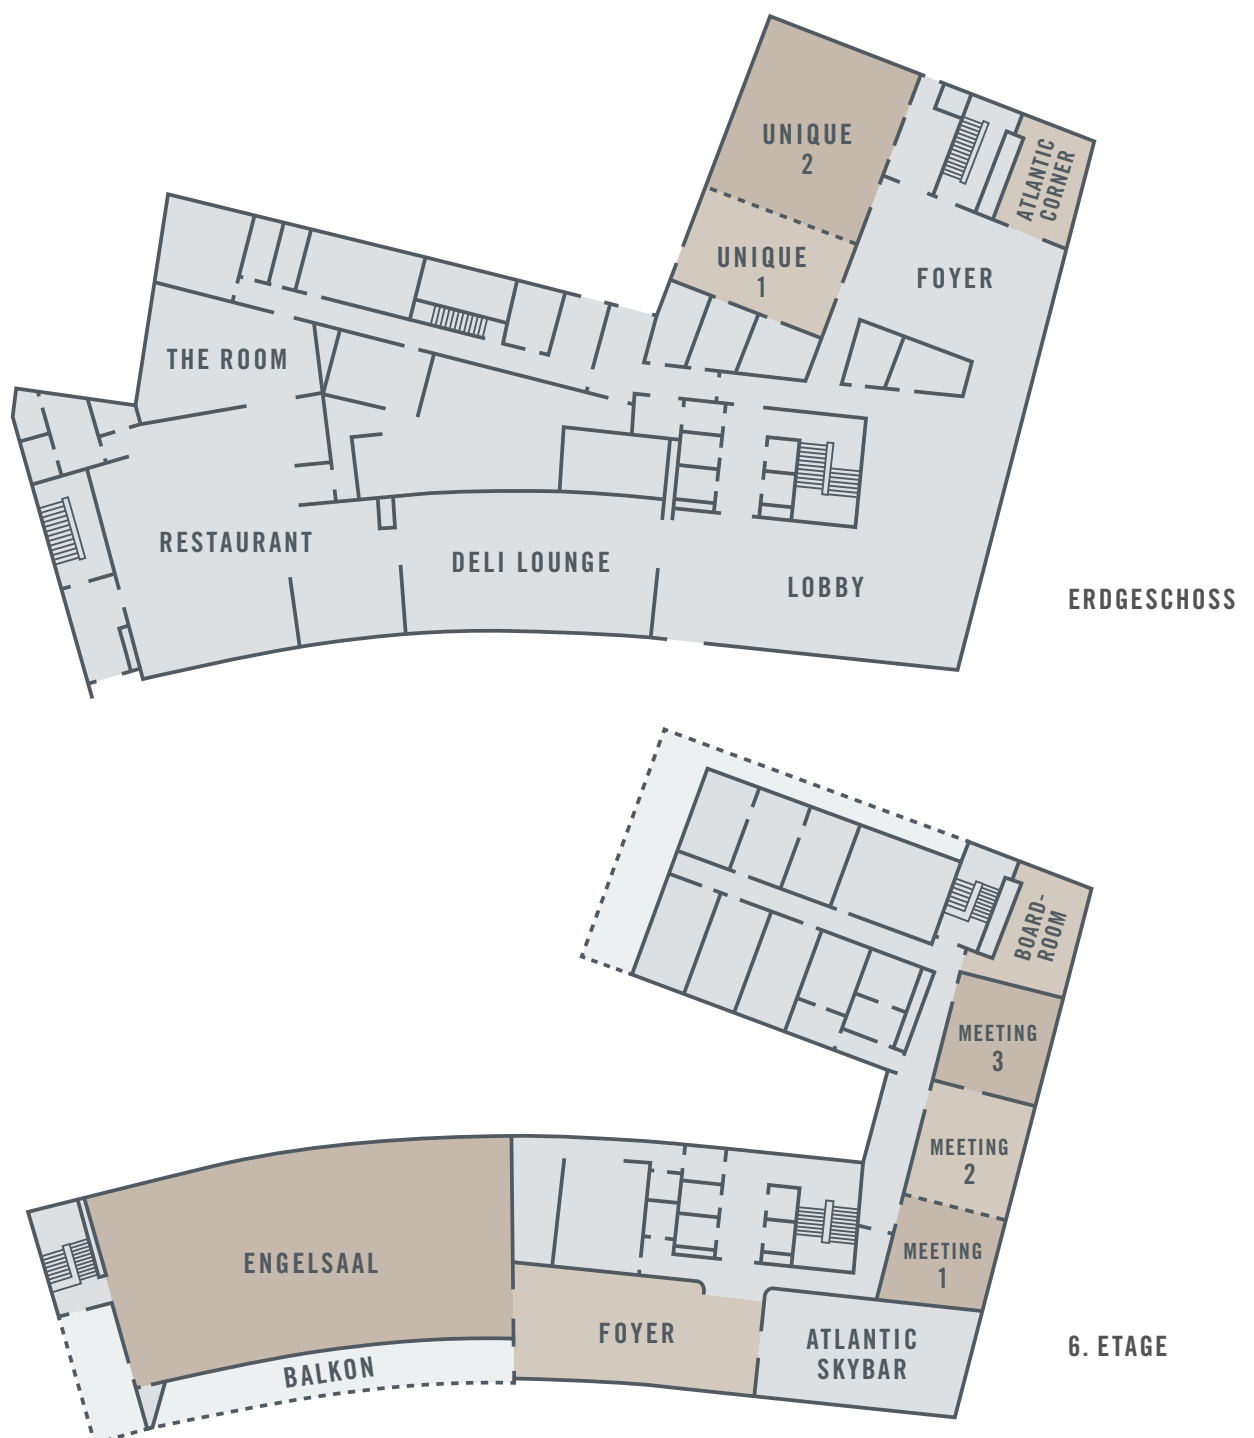 UNIQUE
2
ATLANTIC
CORNER
UNIQUE
1
FOYER
THE ROOM
RESTAURANT
DELI LOUNGE
LOBBY
ERDGESCHOSS
BOARD-
ROOM
MEETING
3
MEETING
2
MEETING
1
ENGELSAAL
FOYER
ATLANTIC
SKYBAR
BALKON
6. ETAGE